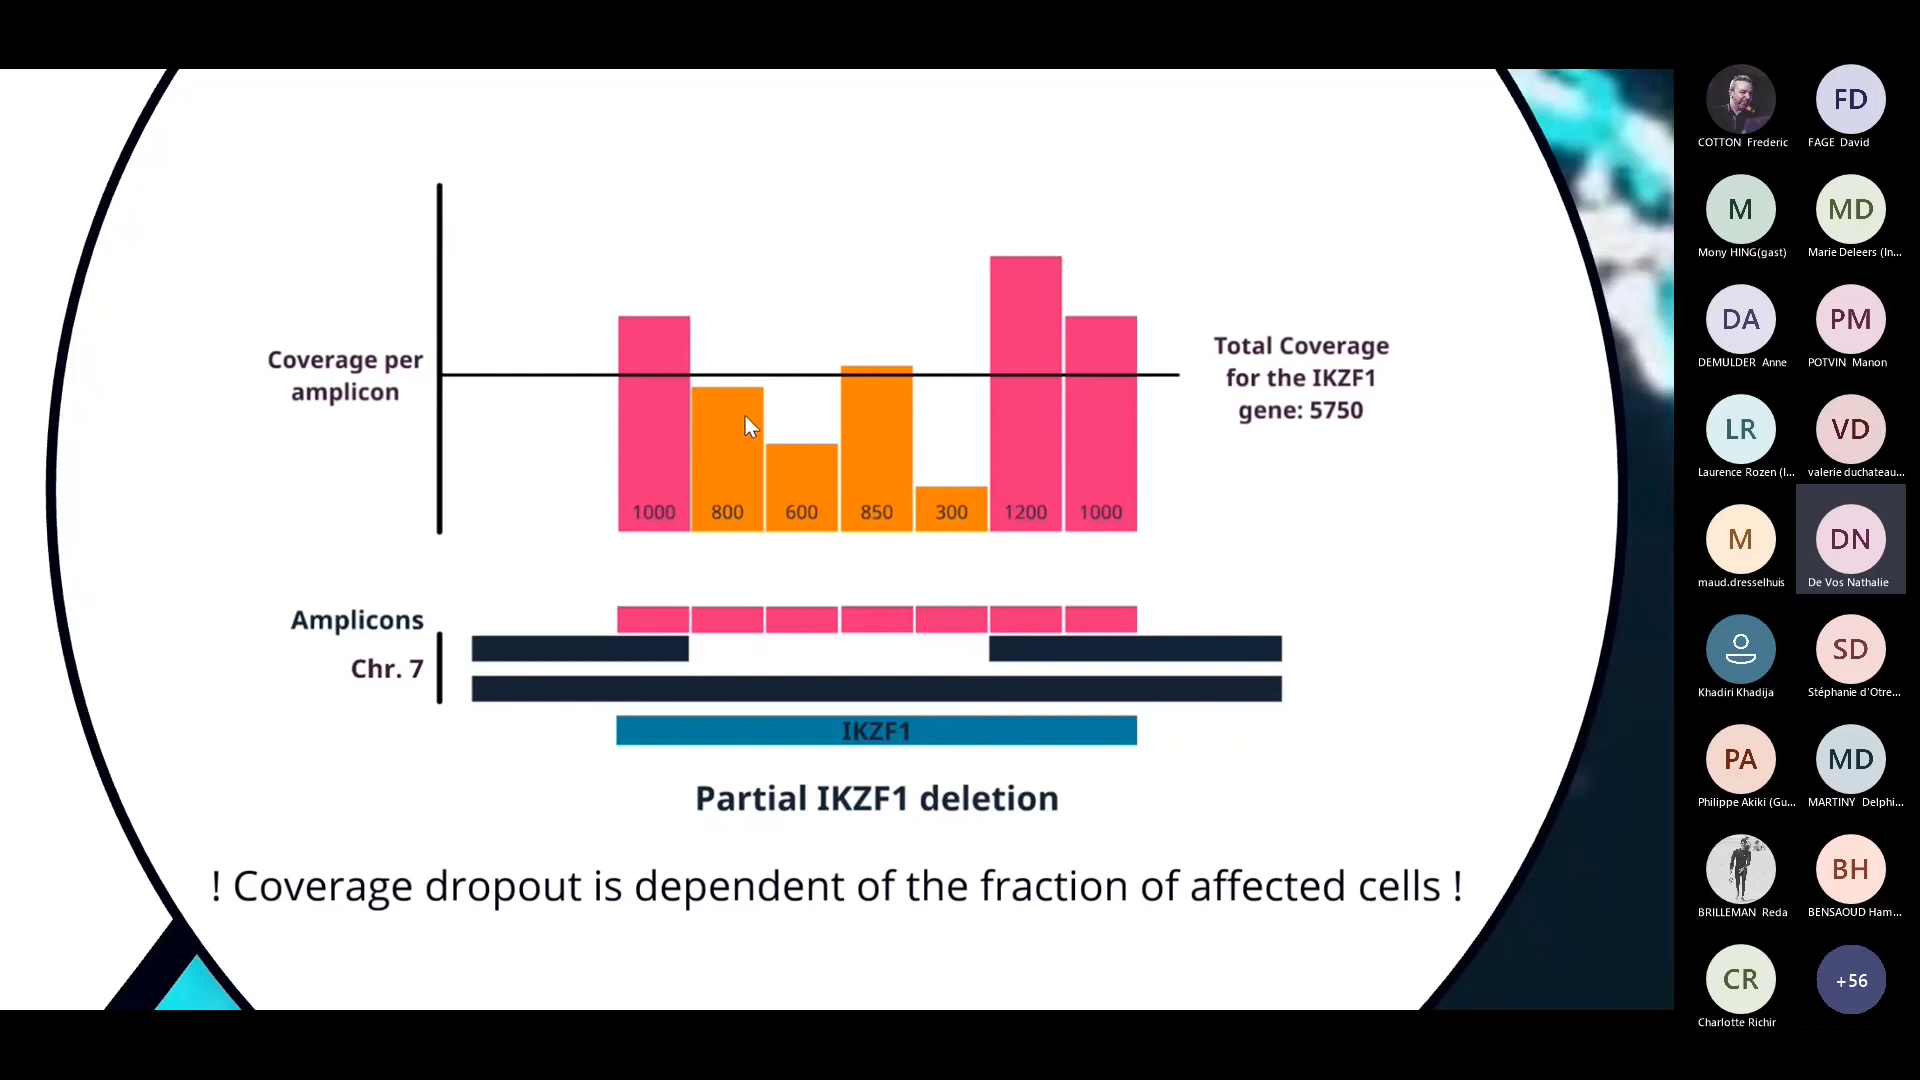 Coverage per
amplicon
1000
800
600
850
300
1200
1000
Total Coverage
for the IKZF1
gene: 5750
Amplicons
Chr. 7
IKZF1
Partial IKZF1 deletion
! Coverage dropout is dependent of the fraction of affected cells !
COTTON Frederic
FD
FAGE David
M
Mony HING(gast)
MD
Marie Deleers (In...
DA
DEMULDER Anne
PM
POTVIN Manon
LR
Laurence Rozen (I...
VD
valerie duchateau...
M
maud.dresselhuis
DN
De Vos Nathalie
Khadiri Khadija
SD
Stéphanie d'Otre...
PA
Philippe Akiki (Gu...
MD
MARTINY Delphi...
BRILLEMAN Reda
BH
BENSAOUD Ham...
CR
Charlotte Richir
+56